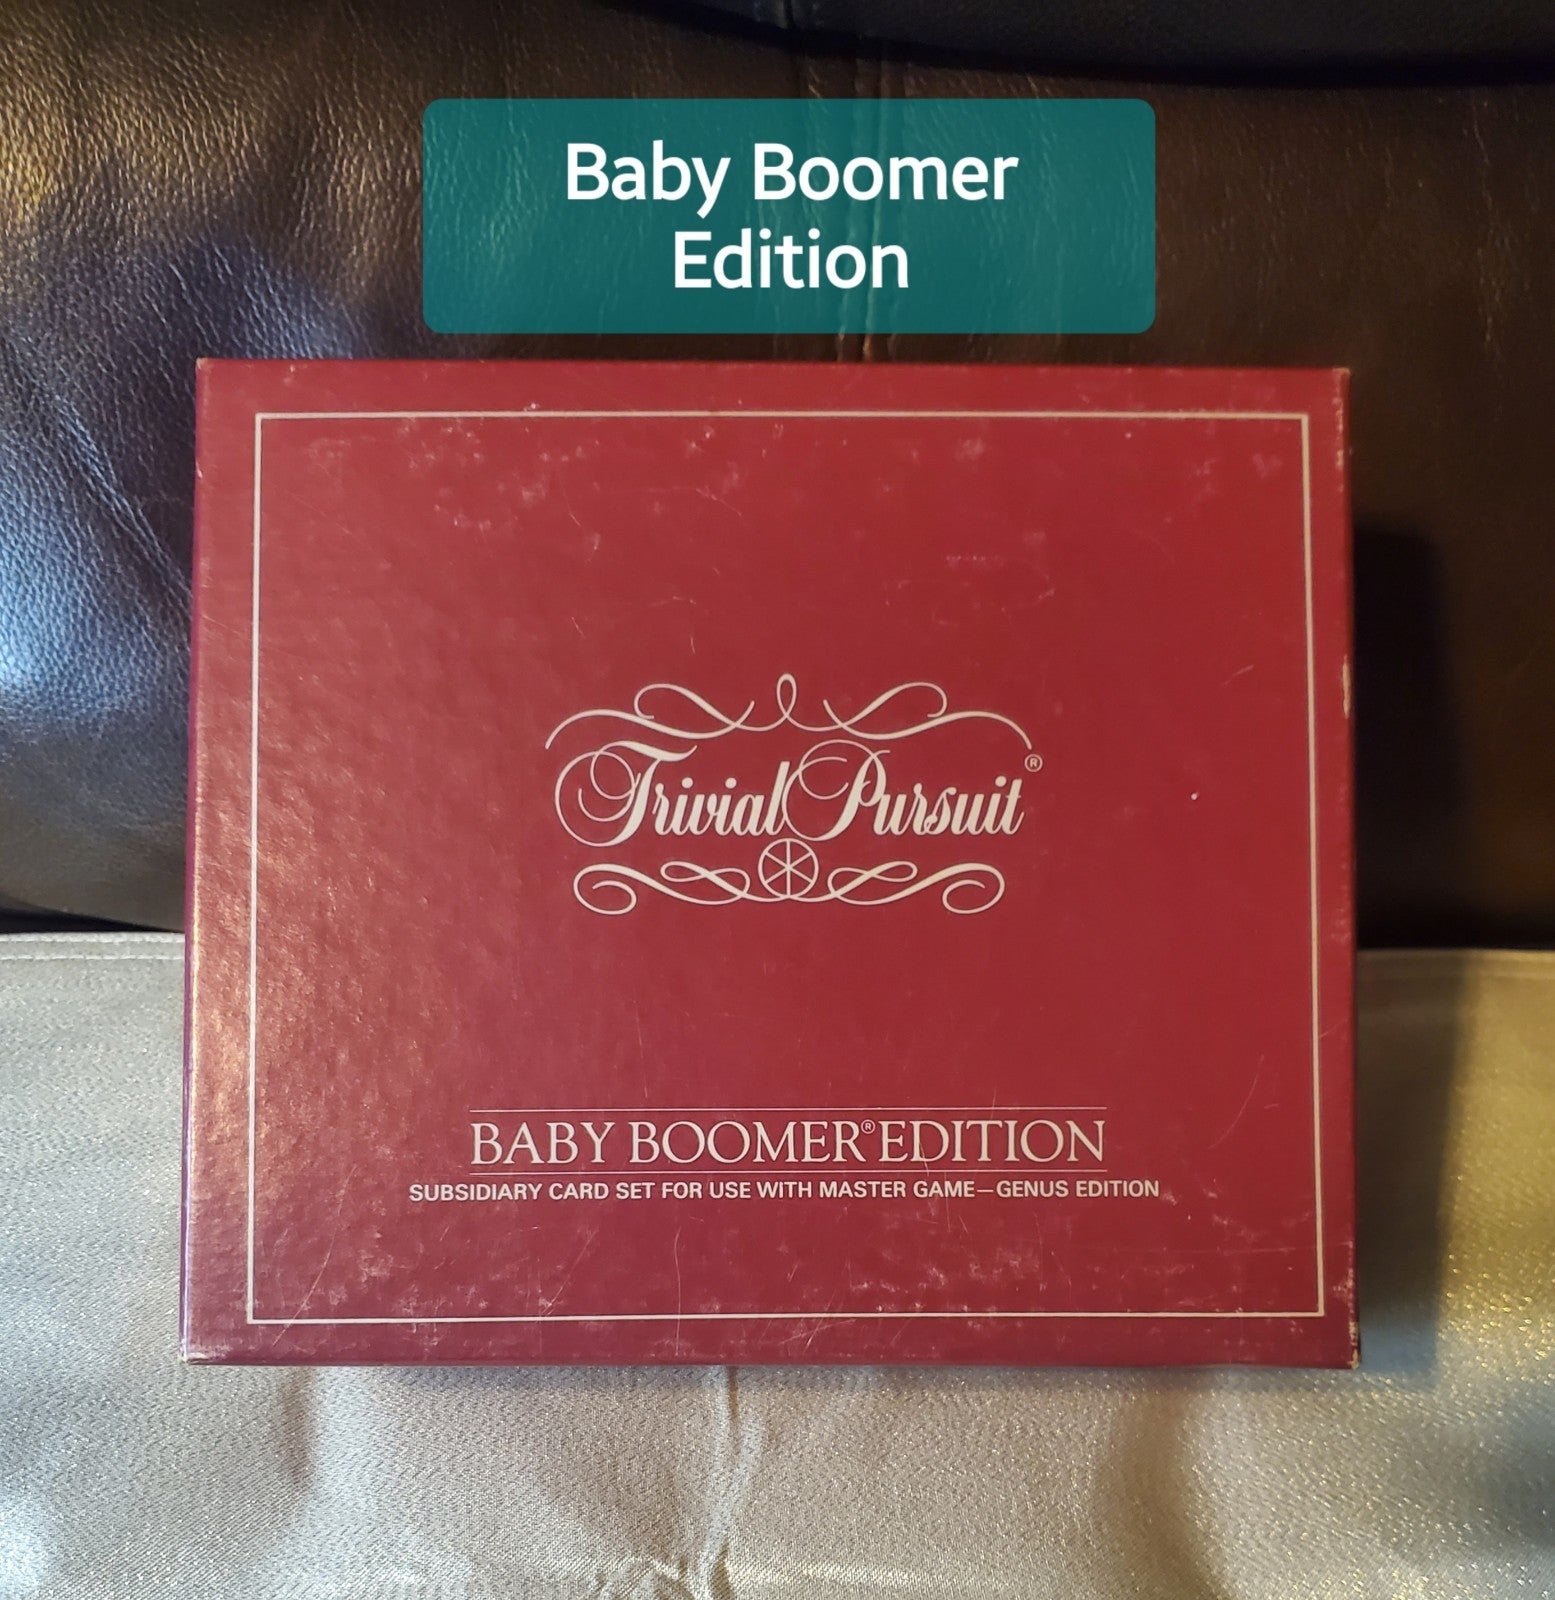 Baby Boomer
Edition
Trivial Pursuit®
BABY BOOMER® EDITION
SUBSIDIARY CARD SET FOR USE WITH MASTER GAME—GENUS EDITION